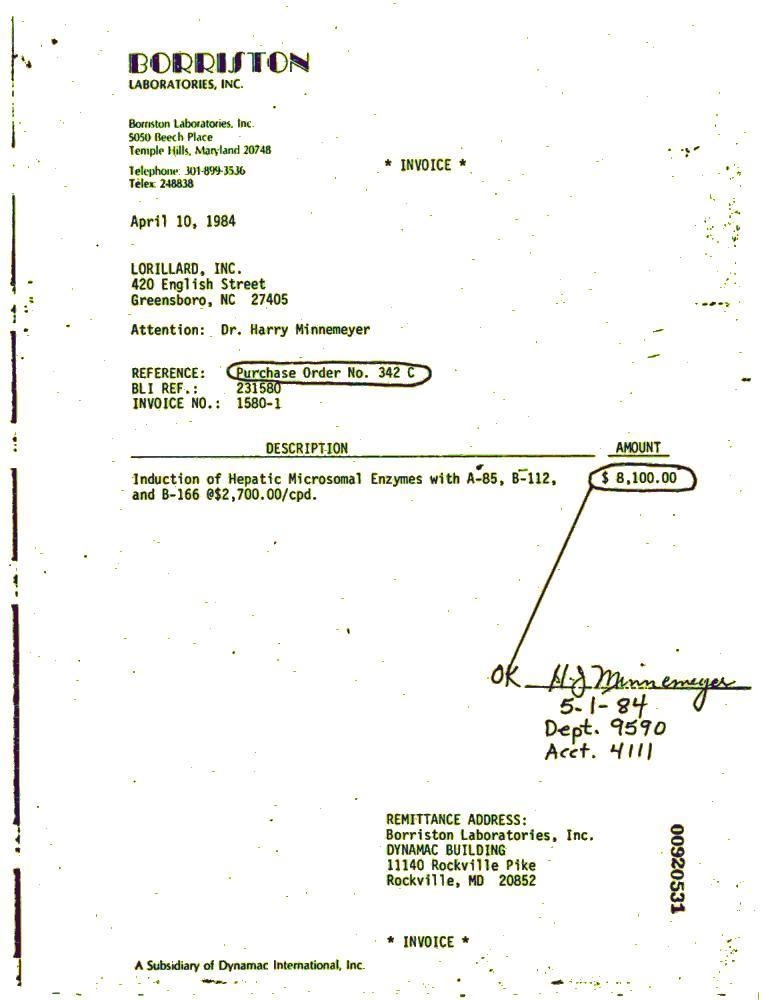 BORRISTON
LABORATORIES, INC.
Borriston Laboratories, Inc.
5050 Beech Place
Temple Hills, Maryland 20748
Telephone: 301-899-3536
Telex: 248838
* INVOICE *
April 10, 1984
LORILLARD, INC.
420 English Street
Greensboro, NC 27405
Attention: Dr. Harry Minnemeyer
REFERENCE: Purchase Order No. 342 C
BLI REF.: 231580
INVOICE NO.: 1580-1
DESCRIPTION AMOUNT
Induction of Hepatic Microsomal Enzymes with A-85, B-112, $ 8,100.00
and B-166 @$2,700.00/cpd.
OK H J Minnemeyer
5-1-84
Dept. 9590
Acct. 4111
REMITTANCE ADDRESS:
Borriston Laboratories, Inc.
DYNAMAC BUILDING
11140 Rockville Pike
Rockville, MD 20852
00920531
* INVOICE *
A Subsidiary of Dynamac International, Inc.